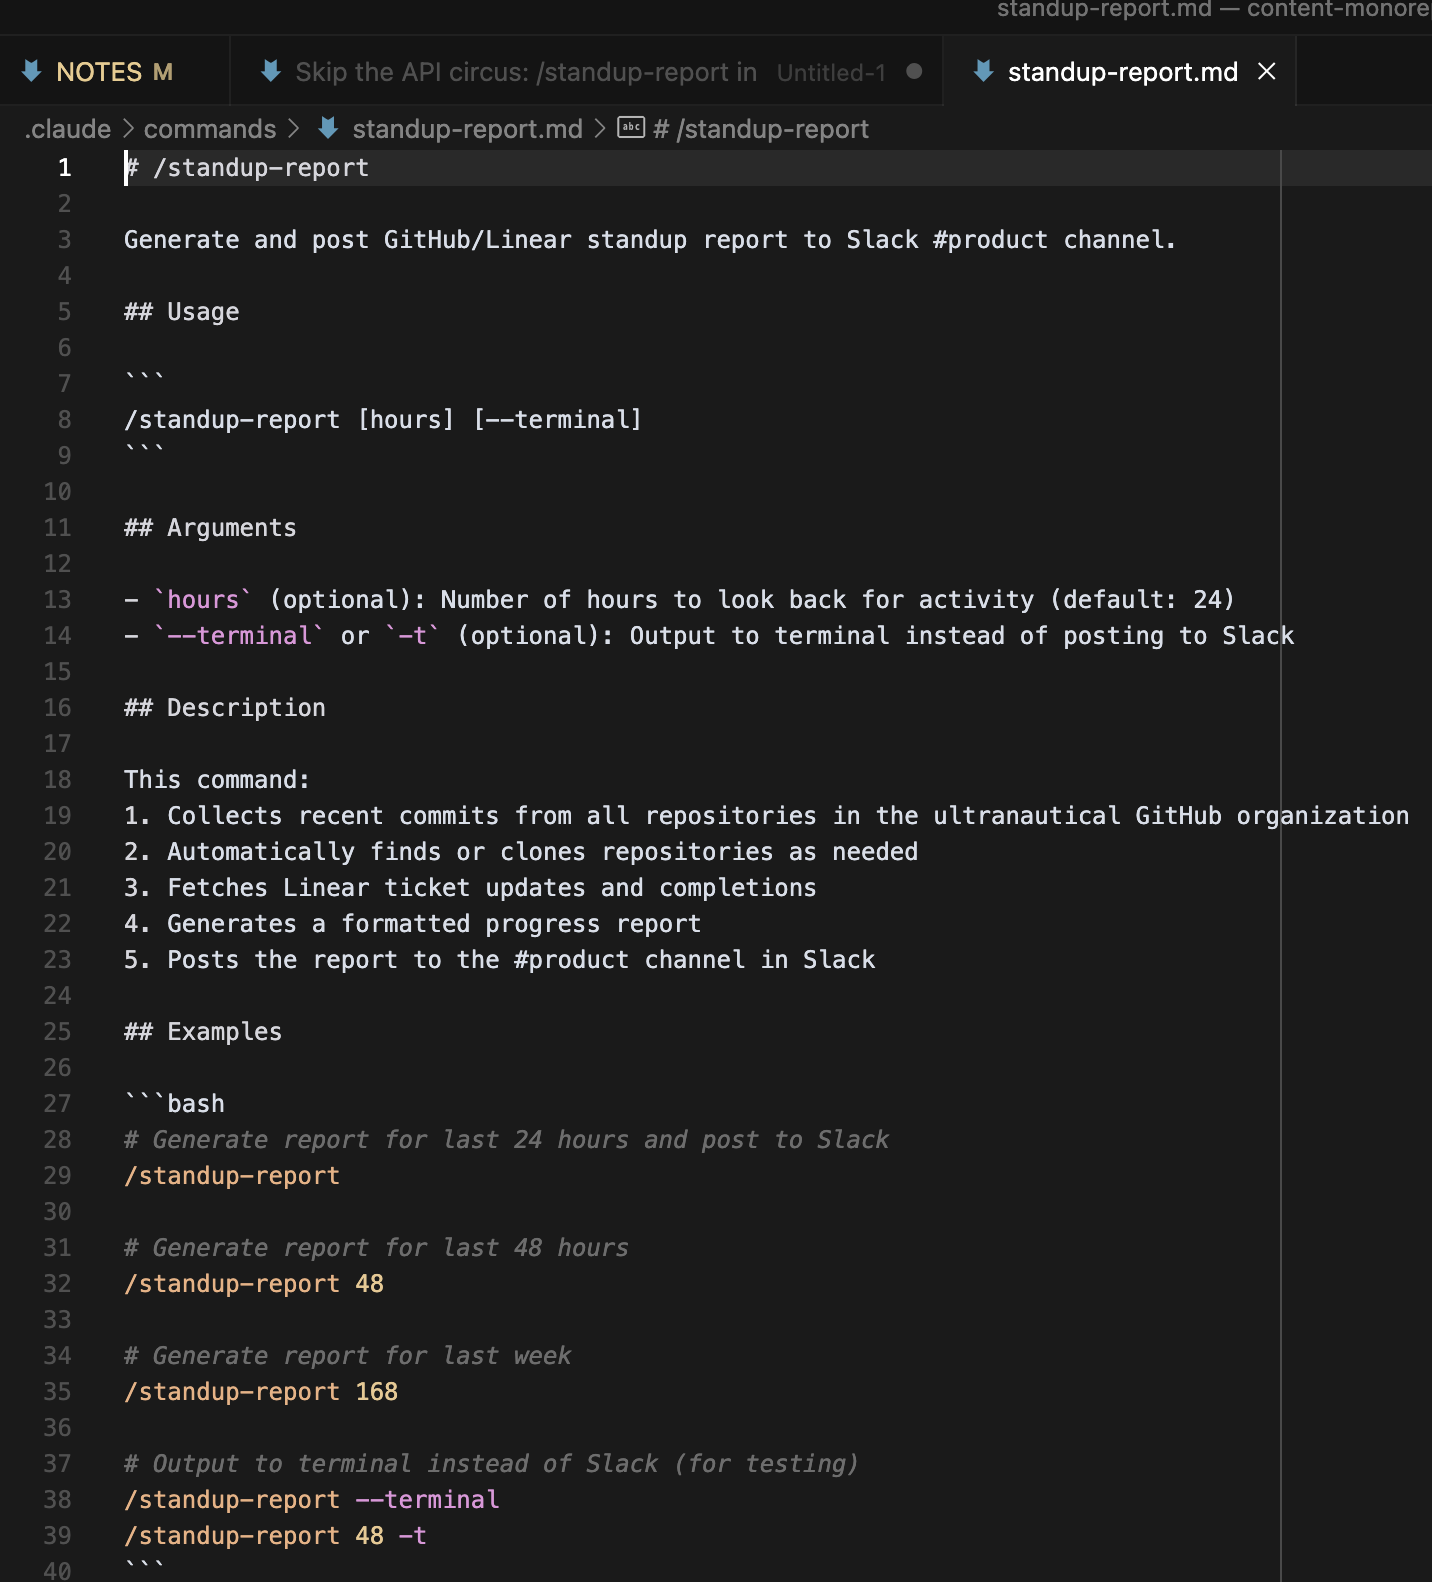 standup-report.md — content-monore
NOTES M
Skip the API circus: /standup-report in Untitled-1
standup-report.md
.claude > commands > standup-report.md > abc # /standup-report
1 # /standup-report
2
3 Generate and post GitHub/Linear standup report to Slack #product channel.
4
5 ## Usage
6
7 ```
8 /standup-report [hours] [--terminal]
9 ```
10
11 ## Arguments
12
13 - `hours` (optional): Number of hours to look back for activity (default: 24)
14 - `--terminal` or `-t` (optional): Output to terminal instead of posting to Slack
15
16 ## Description
17
18 This command:
19 1. Collects recent commits from all repositories in the ultranautical GitHub organization
20 2. Automatically finds or clones repositories as needed
21 3. Fetches Linear ticket updates and completions
22 4. Generates a formatted progress report
23 5. Posts the report to the #product channel in Slack
24
25 ## Examples
26
27 ```bash
28 # Generate report for last 24 hours and post to Slack
29 /standup-report
30
31 # Generate report for last 48 hours
32 /standup-report 48
33
34 # Generate report for last week
35 /standup-report 168
36
37 # Output to terminal instead of Slack (for testing)
38 /standup-report --terminal
39 /standup-report 48 -t
40 ```